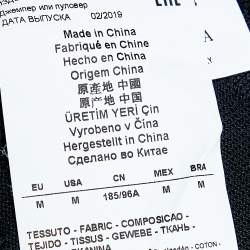 джемпер или пуловер
ДАТА ВЫПУСКА 02/2019
Made in China
Fabriqué en Chine
Hecho en China
Origem China
原產地 中國
原产地 中国
ÜRETİM YERİ Çin
Vyrobeno v Čína
Hergestellt in China
Сделано во Китае
A
Y
EU USA CN MEX BRA
M M 185/96A M M
TESSUTO - FABRIC - COMPOSICAO -
TEJIDO - TISSUS - GEWEBE - ТКАНЬ -
COTON -